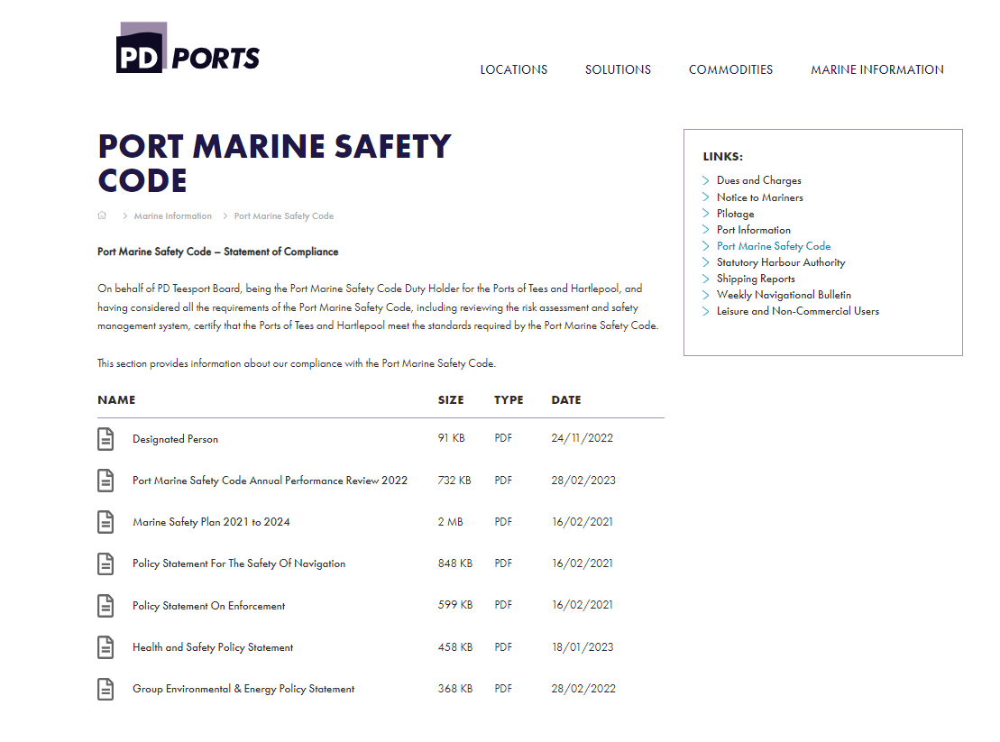 PD PORTS
LOCATIONS SOLUTIONS COMMODITIES MARINE INFORMATION
PORT MARINE SAFETY
CODE
Marine Information Port Marine Safety Code
Port Marine Safety Code – Statement of Compliance
On behalf of PD Teesport Board, being the Port Marine Safety Code Duty Holder for the Ports of Tees and Hartlepool, and
having considered all the requirements of the Port Marine Safety Code, including reviewing the risk assessment and safety
management system, certify that the Ports of Tees and Hartlepool meet the standards required by the Port Marine Safety Code.
This section provides information about our compliance with the Port Marine Safety Code.
NAME SIZE TYPE DATE
Designated Person 91 KB PDF 24/11/2022
Port Marine Safety Code Annual Performance Review 2022 732 KB PDF 28/02/2023
Marine Safety Plan 2021 to 2024 2 MB PDF 16/02/2021
Policy Statement For The Safety Of Navigation 848 KB PDF 16/02/2021
Policy Statement On Enforcement 599 KB PDF 16/02/2021
Health and Safety Policy Statement 458 KB PDF 18/01/2023
Group Environmental & Energy Policy Statement 368 KB PDF 28/02/2022
LINKS:
Dues and Charges
Notice to Mariners
Pilotage
Port Information
Port Marine Safety Code
Statutory Harbour Authority
Shipping Reports
Weekly Navigational Bulletin
Leisure and Non-Commercial Users